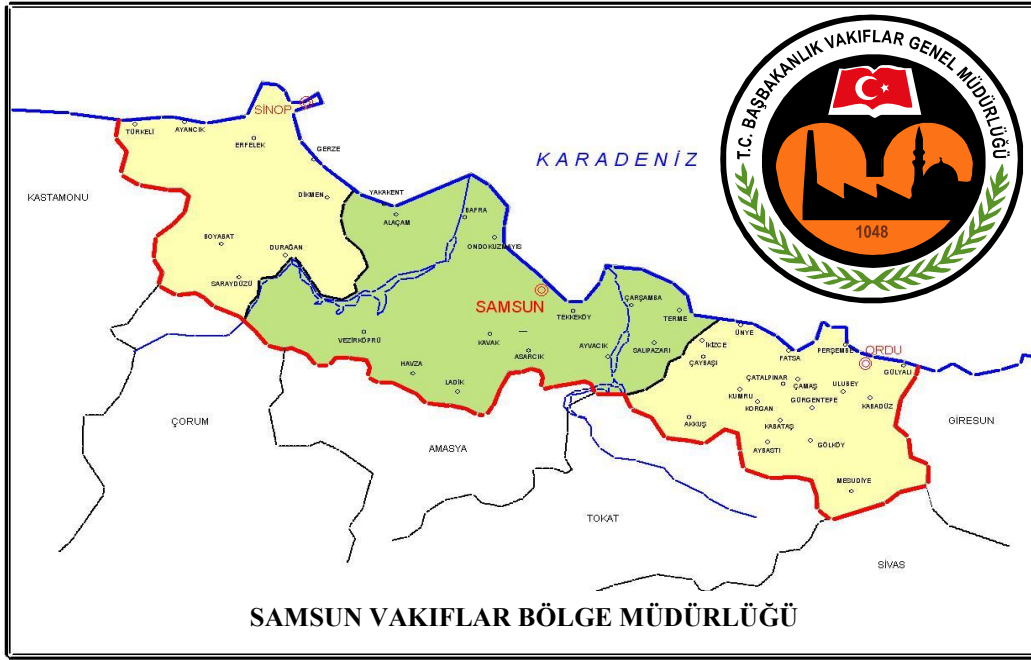 T.C. BAŞBAKANLIK VAKIFLAR GENEL MÜDÜRLÜĞÜ
1048
KARADENİZ
SİNOP
TÜRKELİ
AYANCIK
ERFELEK
GERZE
DİKMEN
KASTAMONU
BOYABAT
DURAĞAN
SARAYDÜZÜ
YAKAKENT
ALAÇAM
BAFRA
ONDOKUZMAYIS
SAMSUN
TEKKEKÖY
ÇARŞAMBA
TERME
VEZİRKÖPRÜ
KAVAK
ASARCIK
AYVACIK
SALIPAZARI
HAVZA
LADİK
ÜNYE
İKİZCE
ÇAYBAŞI
FATSA
PERŞEMBE
ORDU
GÜLYALI
ÇATALPINAR
ÇAMAŞ
ULUBEY
KUMRU
GÜRGENTEPE
KABADÜZ
KORGAN
AKKUŞ
KABATAŞ
AYBASTI
GÖLKÖY
MESUDİYE
ÇORUM
AMASYA
TOKAT
SİVAS
GİRESUN
SAMSUN VAKIFLAR BÖLGE MÜDÜRLÜĞÜ